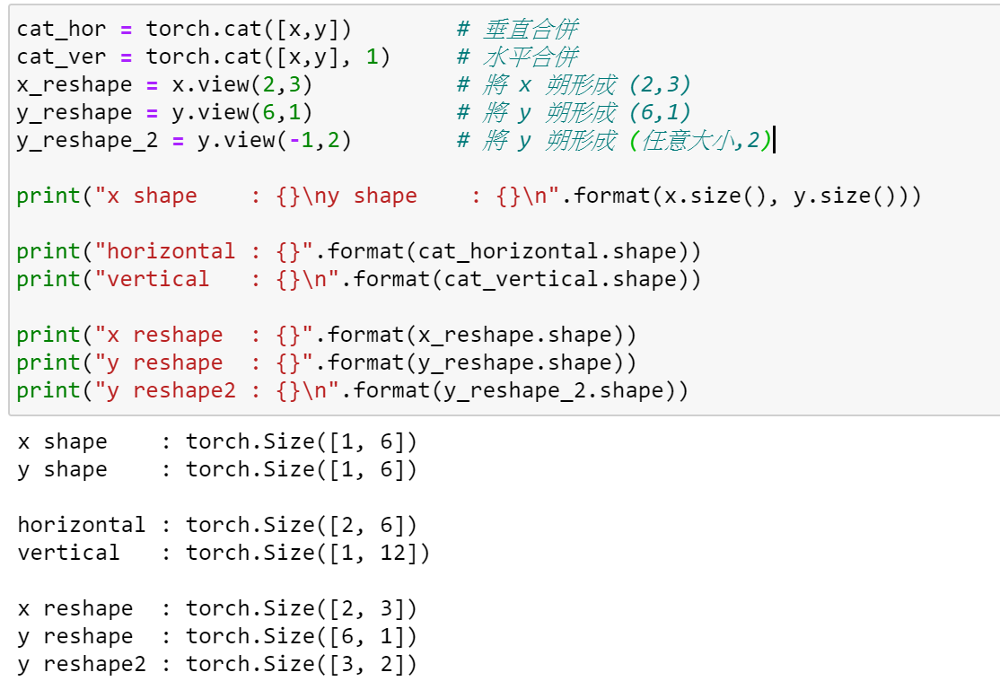 cat_hor = torch.cat([x,y])        # 垂直合併
cat_ver = torch.cat([x,y], 1)     # 水平合併
x_reshape = x.view(2,3)           # 將 x 朔形成 (2,3)
y_reshape = y.view(6,1)           # 將 y 朔形成 (6,1)
y_reshape_2 = y.view(-1,2)        # 將 y 朔形成 (任意大小,2)
print("x shape    : {}\ny shape    : {}\n".format(x.size(), y.size()))
print("horizontal : {}".format(cat_horizontal.shape))
print("vertical   : {}\n".format(cat_vertical.shape))
print("x reshape  : {}".format(x_reshape.shape))
print("y reshape  : {}".format(y_reshape.shape))
print("y reshape2 : {}\n".format(y_reshape_2.shape))
x shape    : torch.Size([1, 6])
y shape    : torch.Size([1, 6])
horizontal : torch.Size([2, 6])
vertical   : torch.Size([1, 12])
x reshape  : torch.Size([2, 3])
y reshape  : torch.Size([6, 1])
y reshape2 : torch.Size([3, 2])